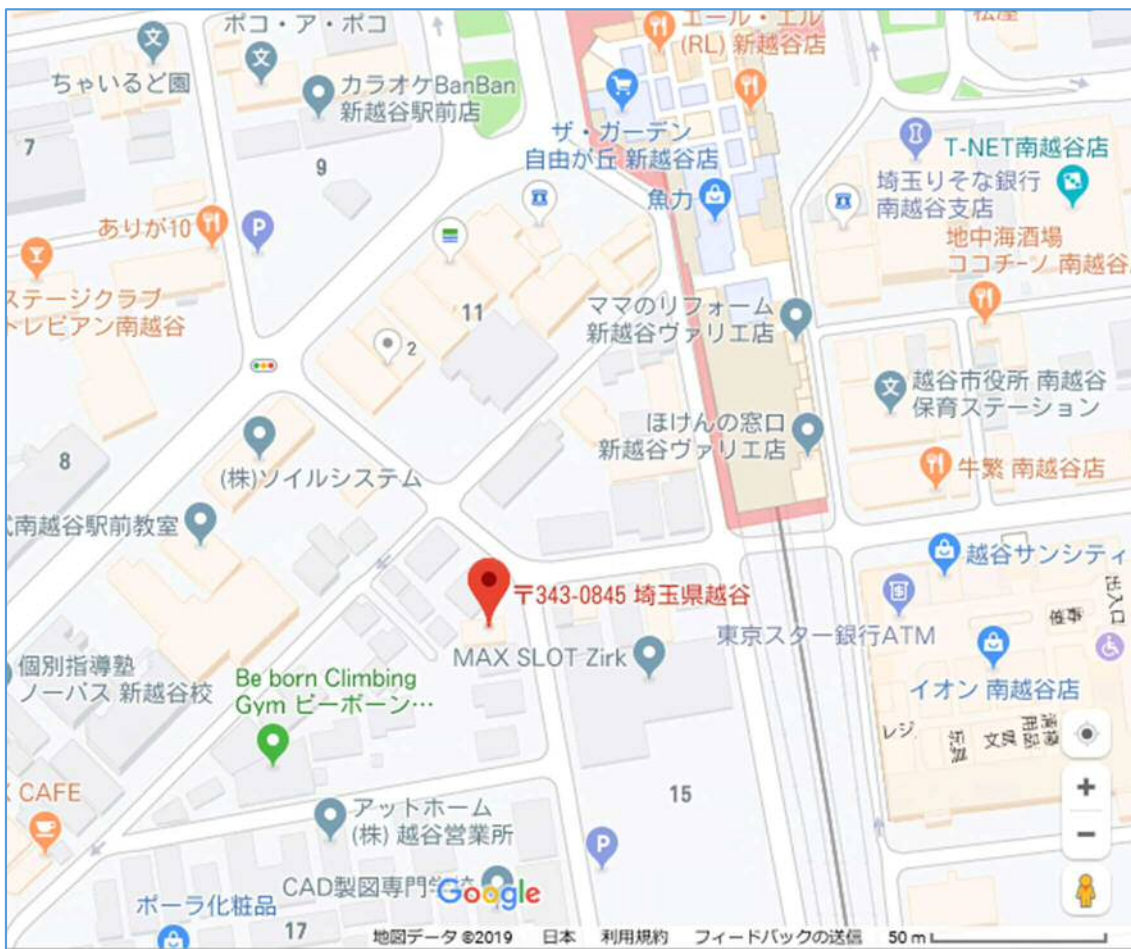 ポコ・ア・ポコ
ちゃいるど園
カラオケBanBan
新越谷駅前店
エール・エル
(RL) 新越谷店
松屋
7
9
ザ・ガーデン
自由が丘 新越谷店
魚力
T-NET南越谷店
埼玉りそな銀行
南越谷支店
地中海酒場
ココチーノ 南越谷
ありが10
P
ステージクラブ
トレビアン南越谷
11
2
ママのリフォーム
新越谷ヴァリエ店
越谷市役所 南越谷
保育ステーション
ほけんの窓口
新越谷ヴァリエ店
牛繁 南越谷店
8
(株)ソイルシステム
南越谷駅前教室
〒343-0845 埼玉県越谷
越谷サンシティ
出入口
東京スター銀行ATM
MAX SLOT Zirk
イオン 南越谷店
個別指導塾
ノーバス 新越谷校
Be born Climbing
Gym ビーボーン…
レジ
文具
CAFE
アットホーム
(株) 越谷営業所
15
P
CAD製図専門学校
Google
ポーラ化粧品
17
地図データ ©2019 日本 利用規約 フィードバックの送信 50 m